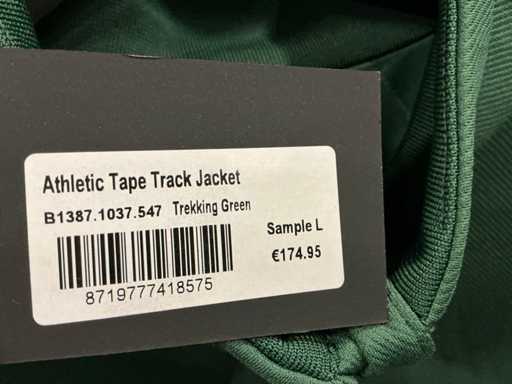 Athletic Tape Track Jacket
B1387.1037.547 Trekking Green
Sample L
€174.95
8719777418575